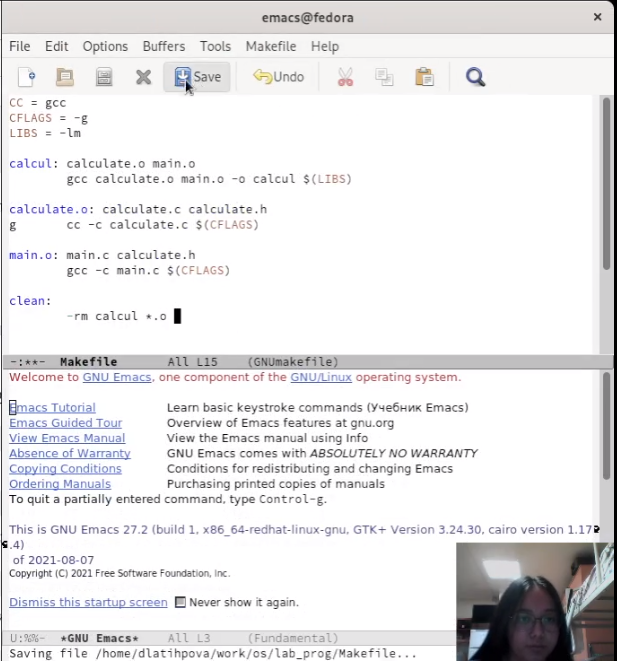 emacs@fedora
File Edit Options Buffers Tools Makefile Help
Save Undo
CC = gcc
CFLAGS = -g
LIBS = -lm
calcul: calculate.o main.o
gcc calculate.o main.o -o calcul $(LIBS)
calculate.o: calculate.c calculate.h
g cc -c calculate.c $(CFLAGS)
main.o: main.c calculate.h
gcc -c main.c $(CFLAGS)
clean:
-rm calcul *.o
-:**- Makefile All L15 (GNUmakefile)
Welcome to GNU Emacs, one component of the GNU/Linux operating system.
Emacs Tutorial Learn basic keystroke commands (Учебник Emacs)
Emacs Guided Tour Overview of Emacs features at gnu.org
View Emacs Manual View the Emacs manual using Info
Absence of Warranty GNU Emacs comes with ABSOLUTELY NO WARRANTY
Copying Conditions Conditions for redistributing and changing Emacs
Ordering Manuals Purchasing printed copies of manuals
To quit a partially entered command, type Control-g.
This is GNU Emacs 27.2 (build 1, x86_64-redhat-linux-gnu, GTK+ Version 3.24.30, cairo version 1.17
.4)
of 2021-08-07
Copyright (C) 2021 Free Software Foundation, Inc.
Dismiss this startup screen Never show it again.
U:%%- *GNU Emacs* All L3 (Fundamental)
Saving file /home/dlatihpova/work/os/lab_prog/Makefile...